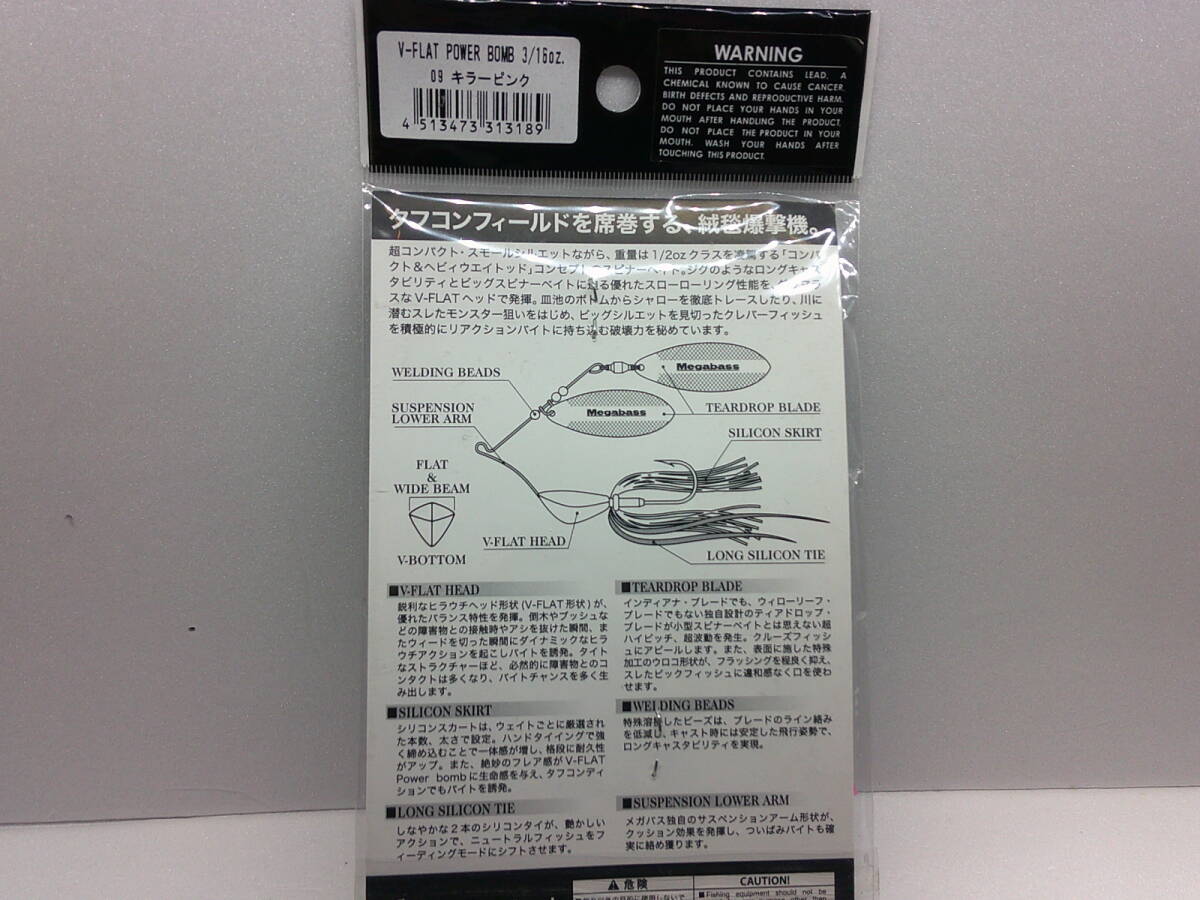 V-FLAT POWER BOMB 3/16oz.
09 キラーピンク
4 513473 313189
WARNING
THIS PRODUCT CONTAINS LEAD, A
CHEMICAL KNOWN TO CAUSE CANCER,
BIRTH DEFECTS AND REPRODUCTIVE HARM.
DO NOT PLACE YOUR HANDS IN YOUR
MOUTH AFTER HANDLING THE PRODUCT.
DO NOT PLACE THE PRODUCT IN YOUR
MOUTH. WASH YOUR HANDS AFTER
TOUCHING THIS PRODUCT.
タフコンフィールドを席巻する、絨毯爆撃機。
超コンパクト・スモールシルエットながら、重量は1/2ozクラスを凌駕する「コンパ
クト&ヘビィウエイトッド」コンセプトのスピナーベイト。ジグのようなロングキャス
タビリティとビッグスピナーベイトに迫る優れたスローローリング性能を、
スなV-FLATヘッドで発揮。皿池のボトムからシャローを徹底トレースしたり、川に
潜むスレたモンスター狙いをはじめ、ビッグシルエットを見切ったクレバーフィッシュ
を積極的にリアクションバイトに持ち込む破壊力を秘めています。
WELDING BEADS
Megabass
Megabass
TEARDROP BLADE
SUSPENSION
LOWER ARM
SILICON SKIRT
FLAT
&
WIDE BEAM
V-BOTTOM
V-FLAT HEAD
LONG SILICON TIE
■V-FLAT HEAD
鋭利なヒラウチヘッド形状(V-FLAT形状)が、
優れたバランス特性を発揮。倒木やブッシュな
どの障害物との接触時やアシを抜けた瞬間、ま
たウィードを切った瞬間にダイナミックなヒラ
ウチアクションを起こしバイトを誘発。タイト
なストラクチャーほど、必然的に障害物とのコ
ンタクトは多くなり、バイトチャンスを多く生
み出します。
■SILICON SKIRT
シリコンスカートは、ウェイトごとに厳選され
た本数、太さで設定。ハンドタイイングで強
く締め込むことで一体感が増し、格段に耐久性
がアップ。また、絶妙のフレア感がV-FLAT
Power bombに生命感を与え、タフコンディ
ションでもバイトを誘発。
■LONG SILICON TIE
しなやかな2本のシリコンタイが、艶かしい
アクションで、ニュートラルフィッシュをフ
ィーディングモードにシフトさせます。
■TEARDROP BLADE
インディアナ・ブレードでも、ウィローリーフ・
ブレードでもない独自設計のティアドロップ・
ブレードが小型スピナーベイトとは思えない超
ハイピッチ、超波動を発生。クルーズフィッシ
ュにアピールします。また、表面に施した特殊
加工のウロコ形状が、フラッシングを程良く抑え、
スレたビックフィッシュに違和感なく口を使わ
せます。
■WELDING BEADS
特殊溶接したビーズは、ブレードのライン絡み
を低減し、キャスト時には安定した飛行姿勢で、
ロングキャスタビリティを実現。
■SUSPENSION LOWER ARM
メガバス独自のサスペンションアーム形状が、
クッション効果を発揮し、ついばみバイトも確
実に絡め獲ります。
危険
CAUTION!
■Fishing equipment should not be